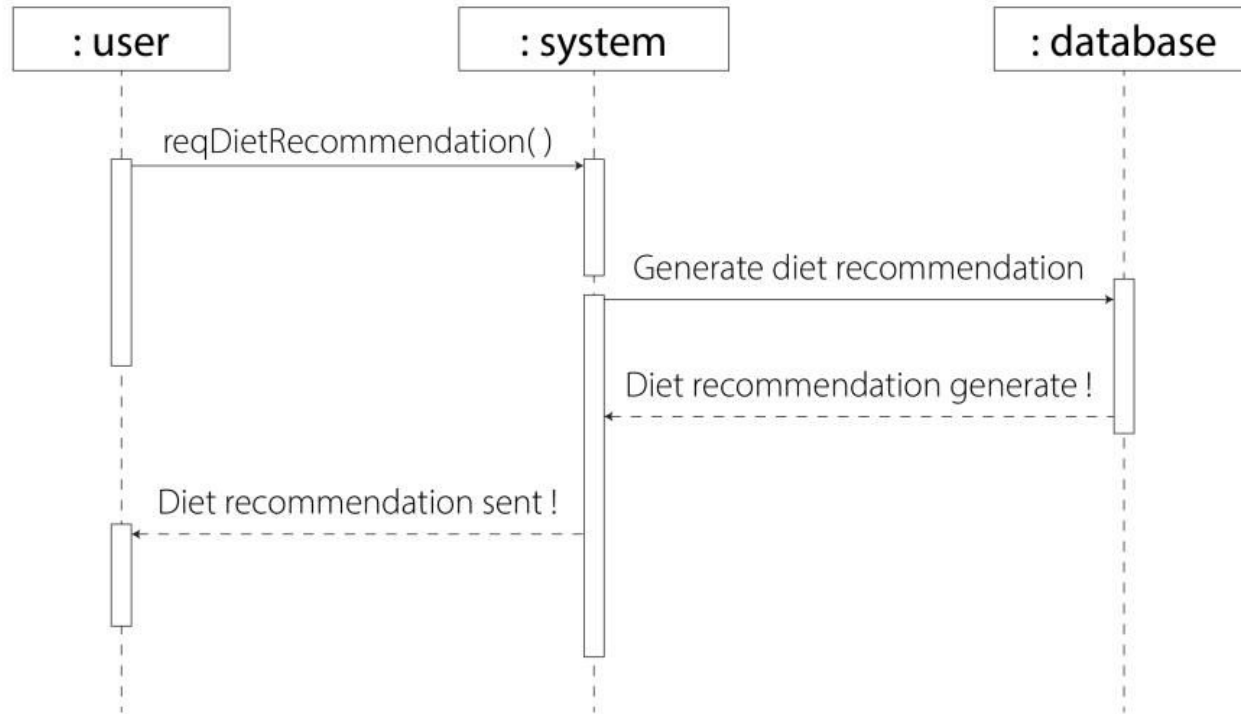 : user
: system
: database
reqDietRecommendation( )
Generate diet recommendation
Diet recommendation generate !
Diet recommendation sent !